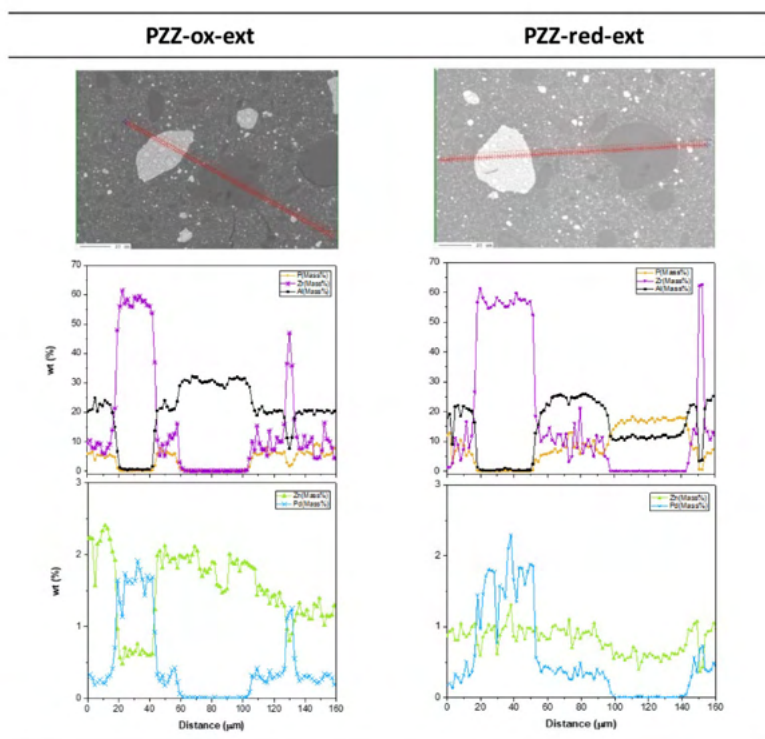 PZZ-ox-ext
PZZ-red-ext
70
60
50
40
30
20
10
0
wt (%)
P(Mass%)
Zr(Mass%)
Al(Mass%)
70
60
50
40
30
20
10
0
P(Mass%)
Zr(Mass%)
Al(Mass%)
3
2
1
0
wt (%)
Zn(Mass%)
Pd(Mass%)
0 20 40 60 80 100 120 140 160
Distance (µm)
3
2
1
0
wt (%)
Zn(Mass%)
Pd(Mass%)
0 20 40 60 80 100 120 140 160
Distance (µm)